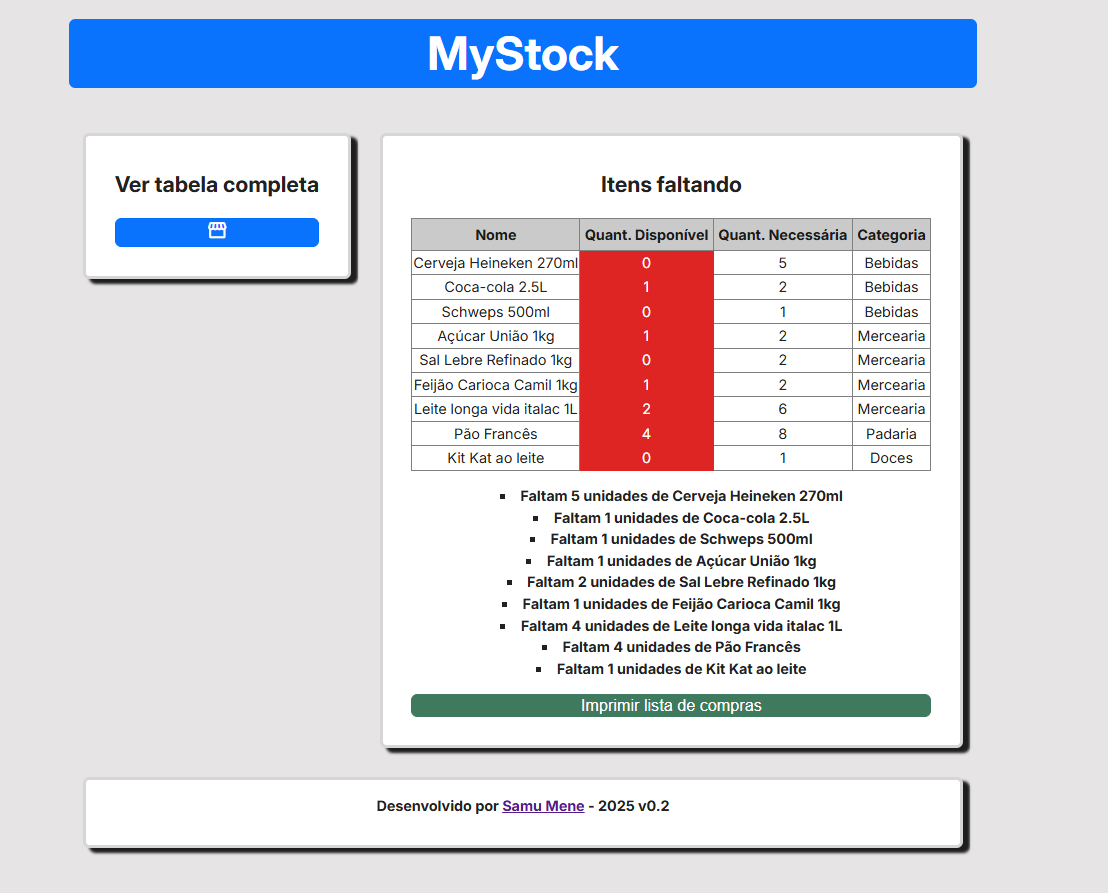 MyStock
Ver tabela completa
Itens faltando
Nome Quant. Disponível Quant. Necessária Categoria
Cerveja Heineken 270ml 0 5 Bebidas
Coca-cola 2.5L 1 2 Bebidas
Schweps 500ml 0 1 Bebidas
Açúcar União 1kg 1 2 Mercearia
Sal Lebre Refinado 1kg 0 2 Mercearia
Feijão Carioca Camil 1kg 1 2 Mercearia
Leite longa vida italac 1L 2 6 Mercearia
Pão Francês 4 8 Padaria
Kit Kat ao leite 0 1 Doces
Faltam 5 unidades de Cerveja Heineken 270ml
Faltam 1 unidades de Coca-cola 2.5L
Faltam 1 unidades de Schweps 500ml
Faltam 1 unidades de Açúcar União 1kg
Faltam 2 unidades de Sal Lebre Refinado 1kg
Faltam 1 unidades de Feijão Carioca Camil 1kg
Faltam 4 unidades de Leite longa vida italac 1L
Faltam 4 unidades de Pão Francês
Faltam 1 unidades de Kit Kat ao leite
Imprimir lista de compras
Desenvolvido por Samu Mene - 2025 v0.2